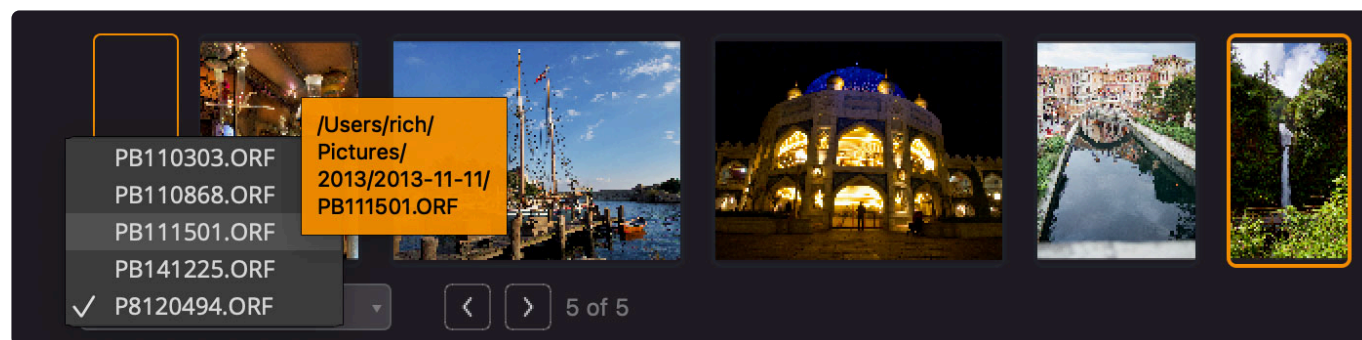 /Users/rich/
Pictures/
2013/2013-11-11/
PB111501.ORF
PB110303.ORF
PB110868.ORF
PB111501.ORF
PB141225.ORF
P8120494.ORF
5 of 5